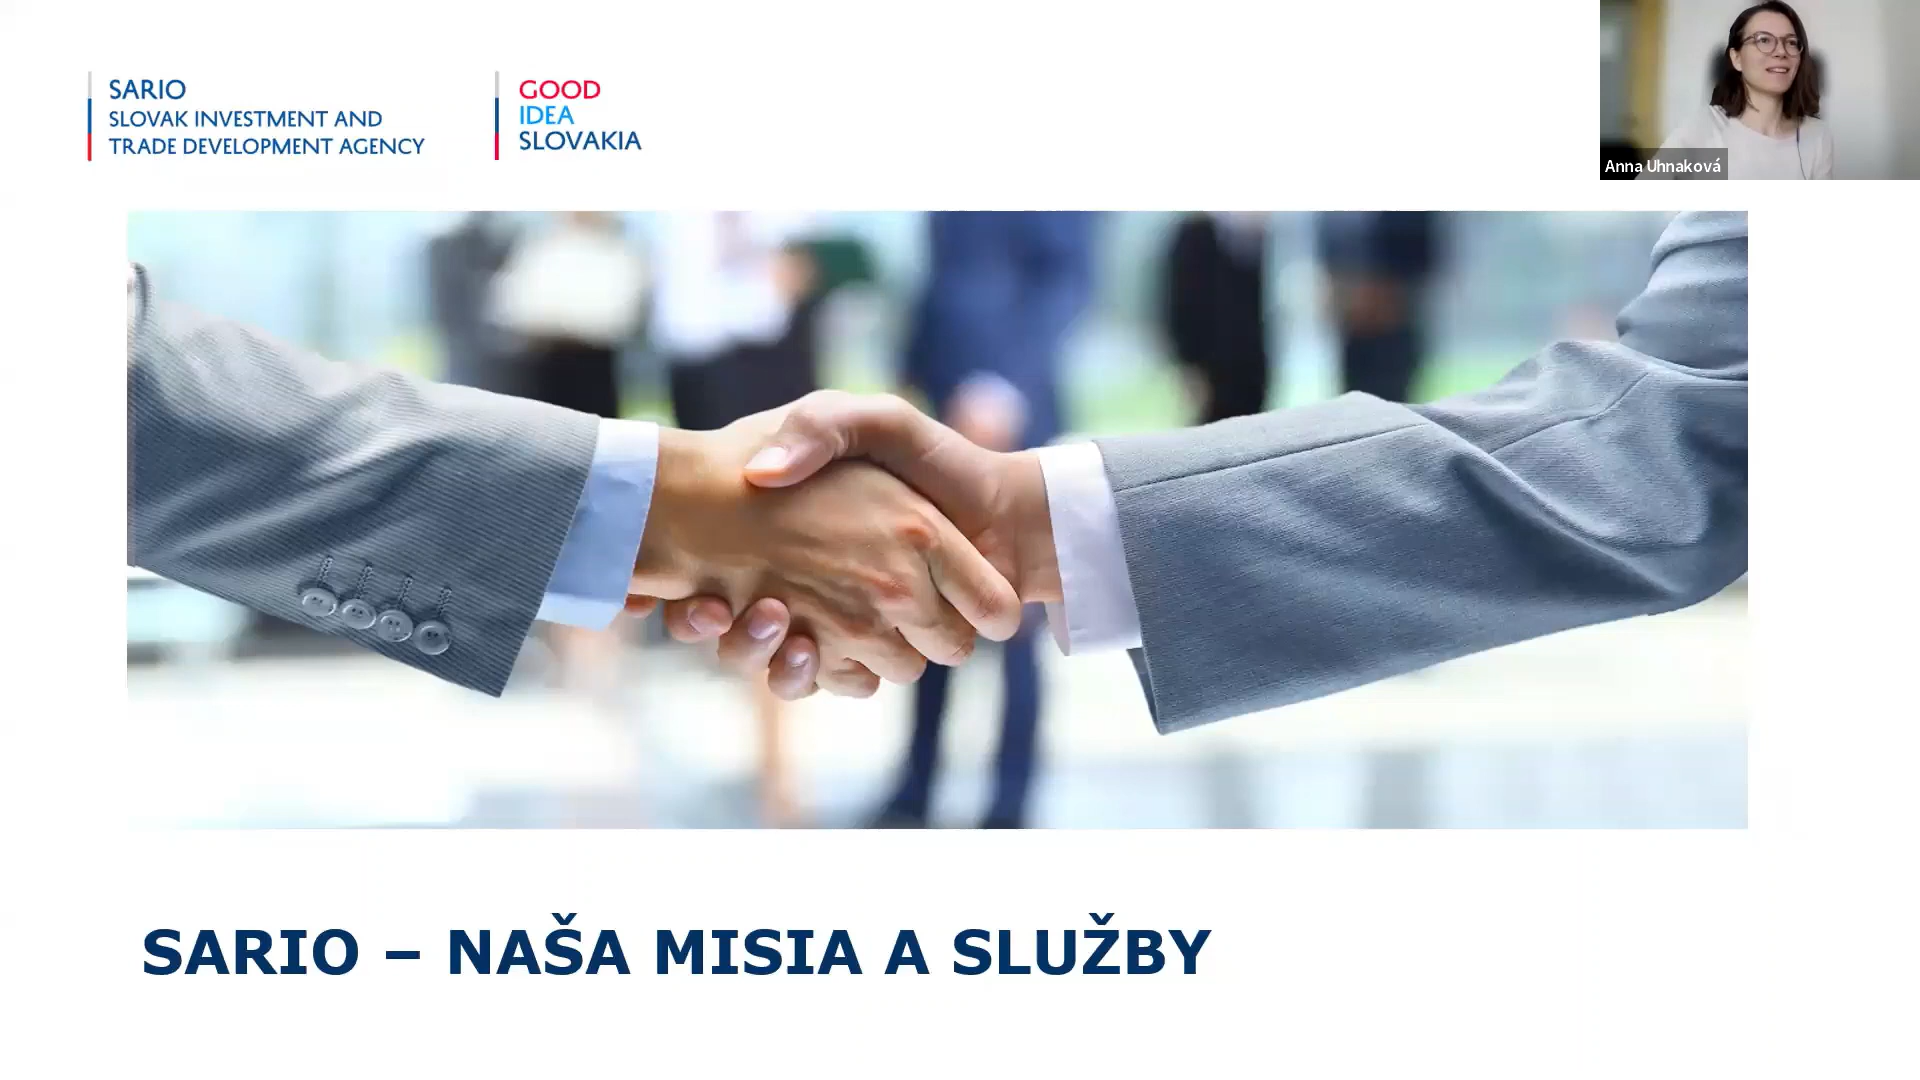 SARIO
SLOVAK INVESTMENT AND
TRADE DEVELOPMENT AGENCY
GOOD
IDEA
SLOVAKIA
Anna Uhnaková
SARIO – NAŠA MISIA A SLUŽBY